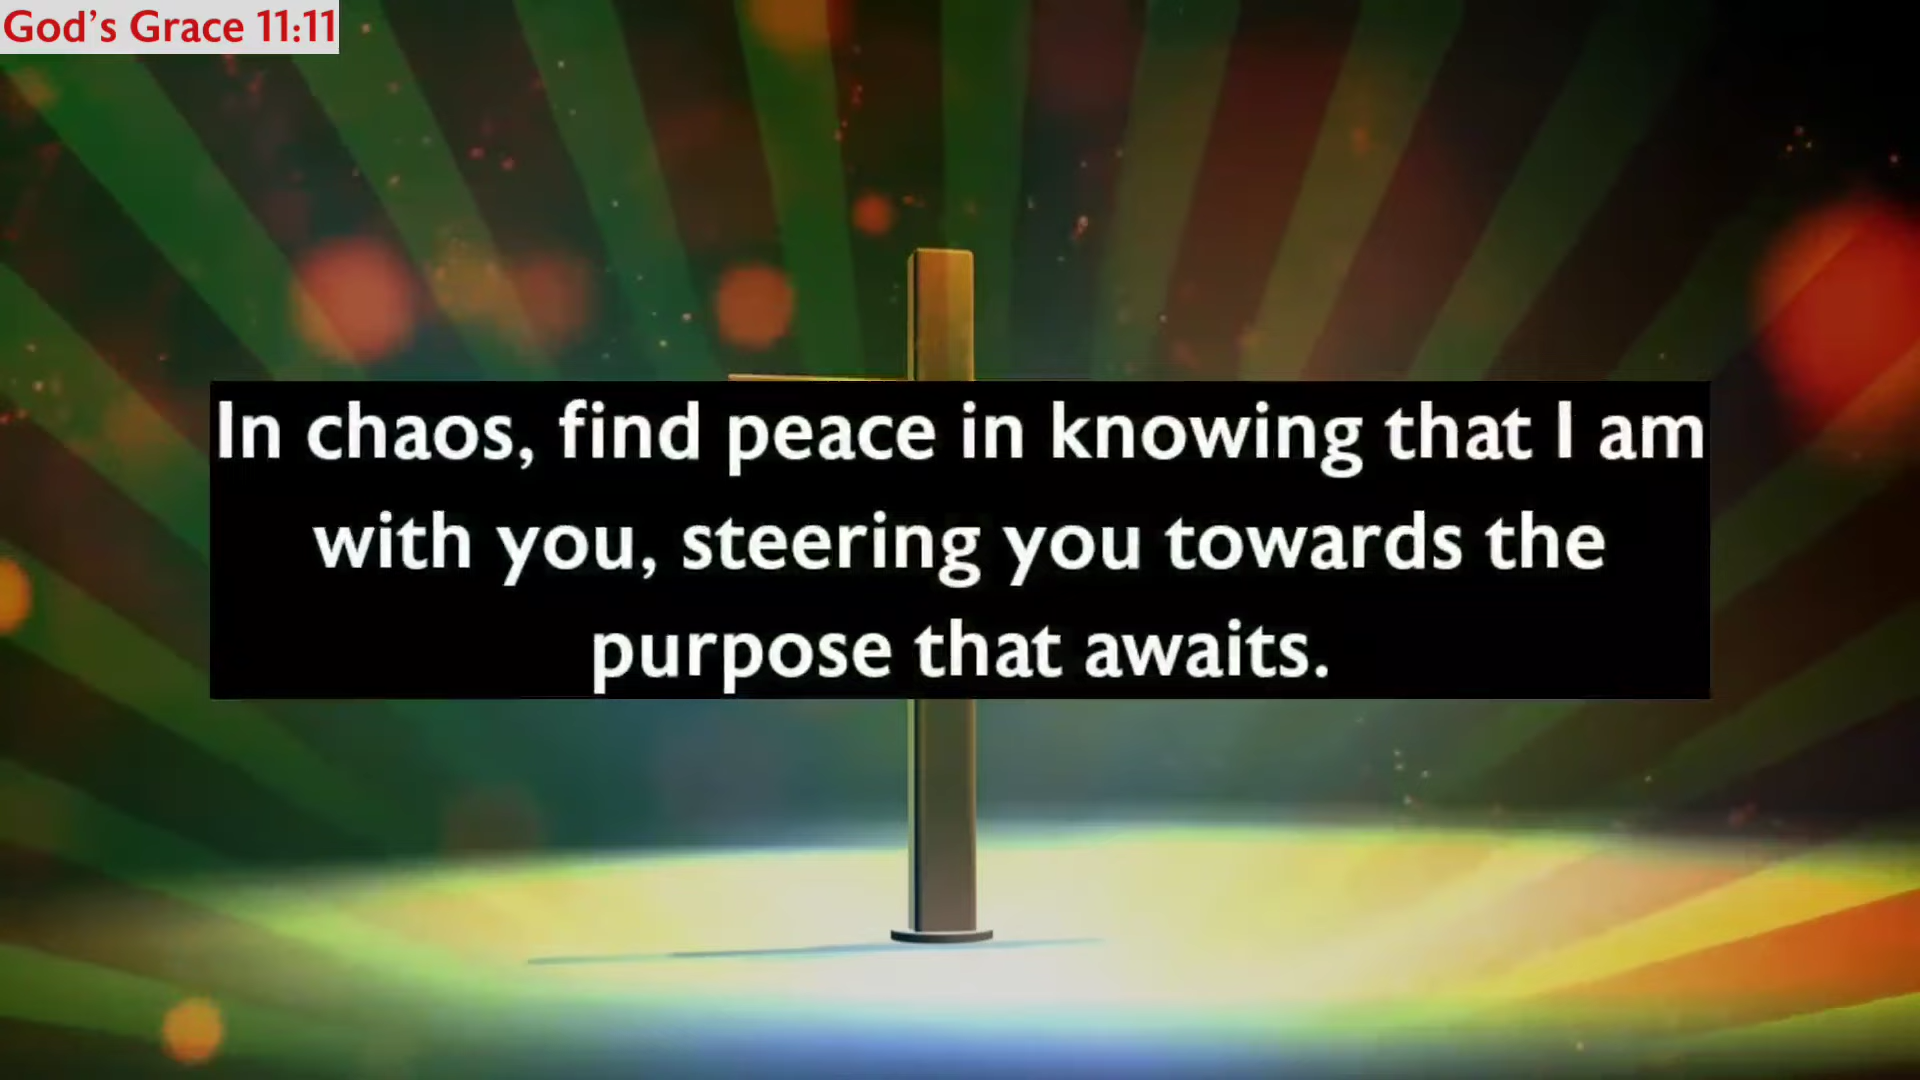 God's Grace 11:11
In chaos, find peace in knowing that I am
with you, steering you towards the
purpose that awaits.